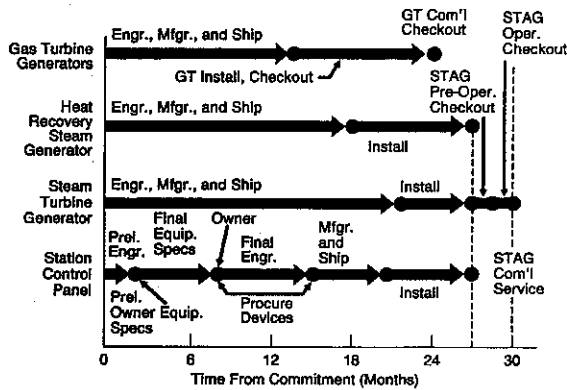 Gas Turbine
Generators
Engr., Mfgr., and Ship
GT Install, Checkout
GT Com'l
Checkout
STAG
Oper.
Checkout
STAG
Pre-Oper.
Checkout
Heat
Recovery
Steam
Generator
Engr., Mfgr., and Ship
Install
Steam
Turbine
Generator
Engr., Mfgr., and Ship
Install
Station
Control
Panel
Prel.
Engr.
Final
Equip.
Specs
Owner
Final
Engr.
Mfgr.
and
Ship
Prel.
Owner Equip.
Specs
Procure
Devices
Install
STAG
Com'l
Service
0 6 12 18 24 30
Time From Commitment (Months)